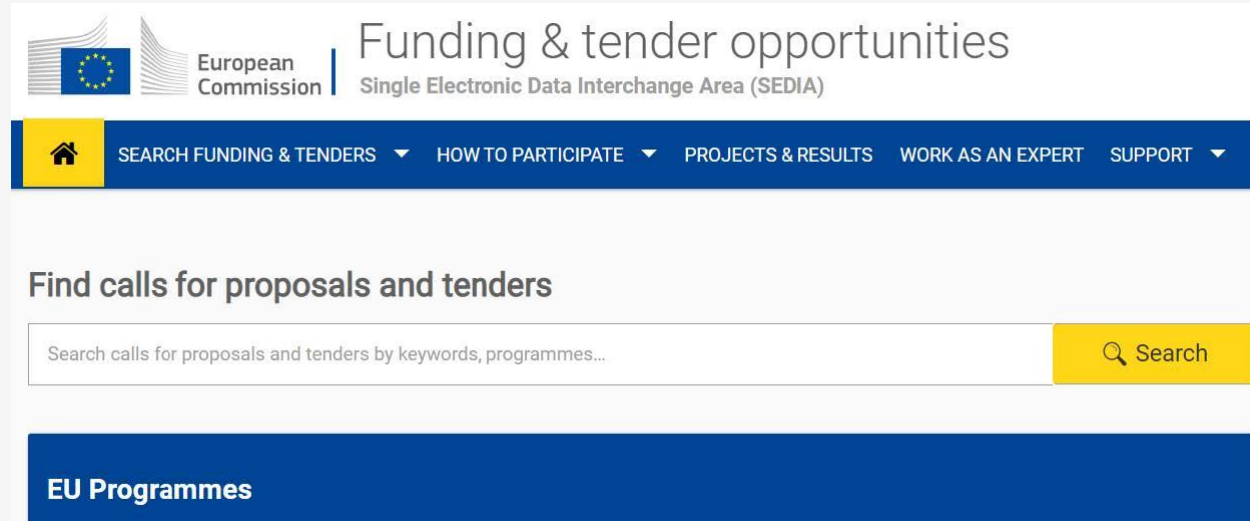 European
Commission
Funding & tender opportunities
Single Electronic Data Interchange Area (SEDIA)
SEARCH FUNDING & TENDERS HOW TO PARTICIPATE PROJECTS & RESULTS WORK AS AN EXPERT SUPPORT
Find calls for proposals and tenders
Search calls for proposals and tenders by keywords, programmes... Search
EU Programmes